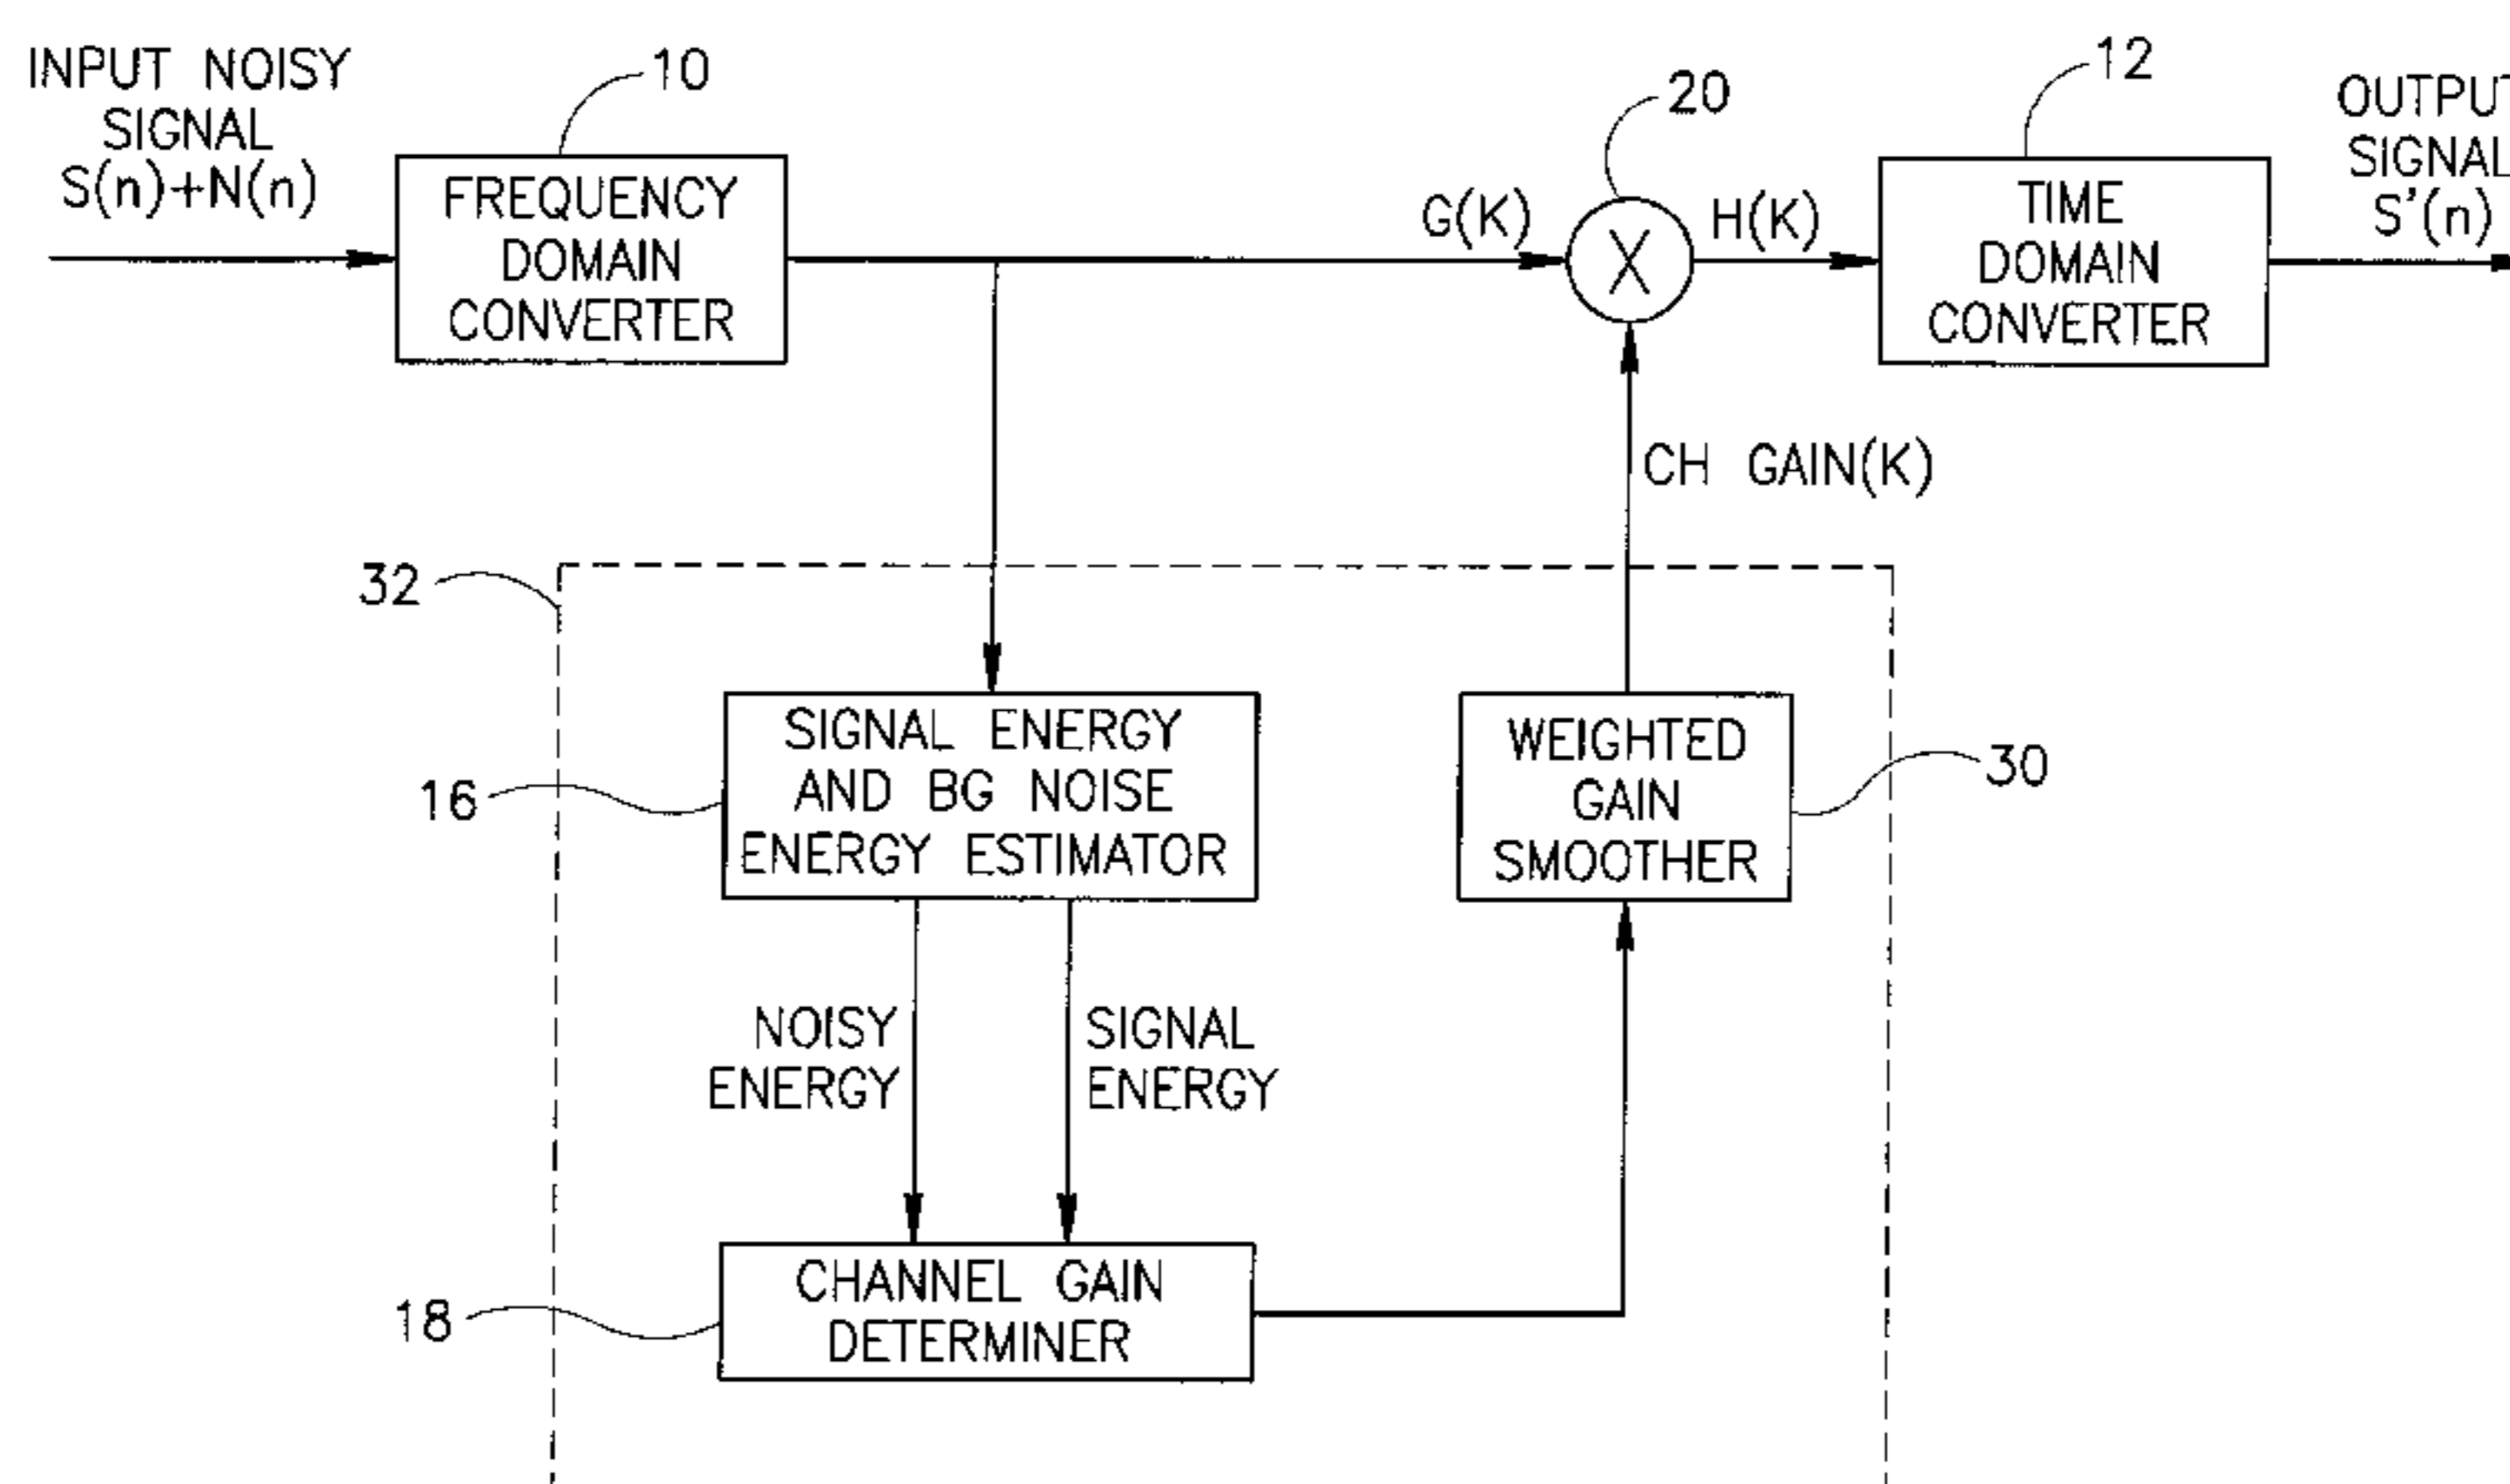 INPUT NOISY
SIGNAL
S(n)+N(n)
10
FREQUENCY
DOMAIN
CONVERTER
G(K)
20
X
H(K)
12
TIME
DOMAIN
CONVERTER
OUTPUT
SIGNAL
S'(n)
CH GAIN(K)
32
16
SIGNAL ENERGY
AND BG NOISE
ENERGY ESTIMATOR
WEIGHTED
GAIN
SMOOTHER
30
NOISY
ENERGY
SIGNAL
ENERGY
18
CHANNEL GAIN
DETERMINER